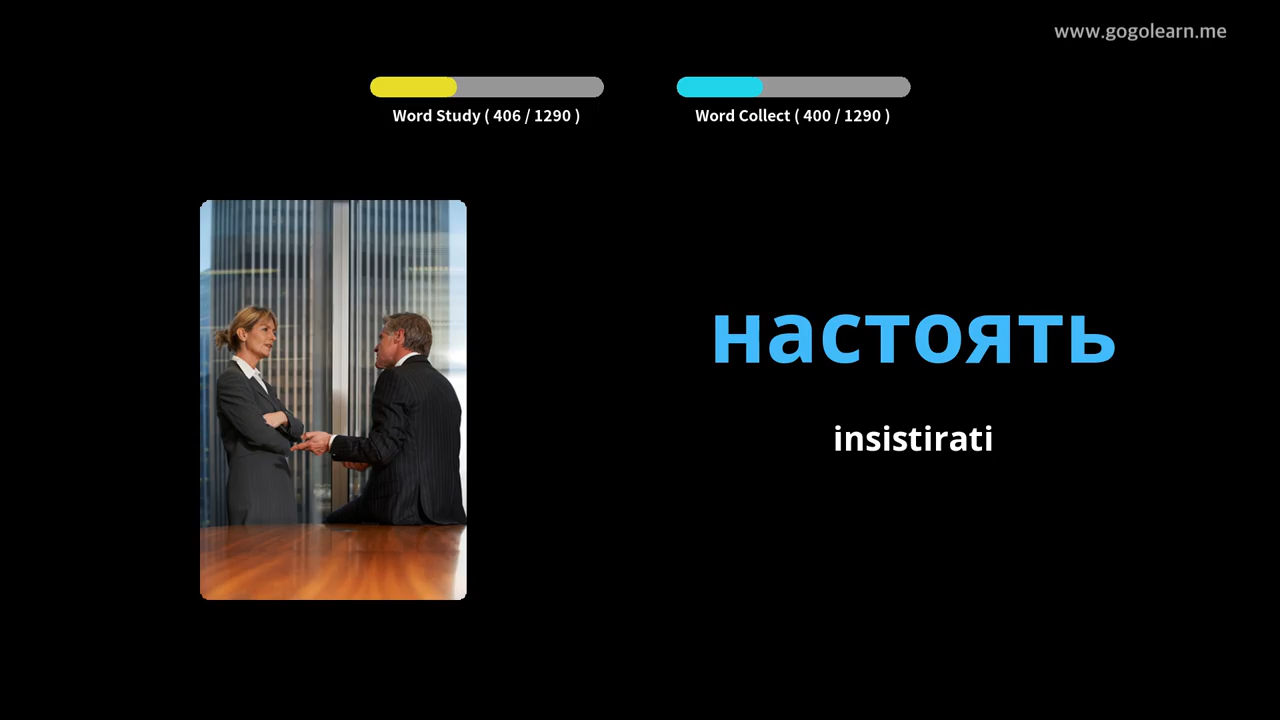 www.gogolearn.me
Word Study ( 406 / 1290 )
Word Collect ( 400 / 1290 )
настоять
insistirati